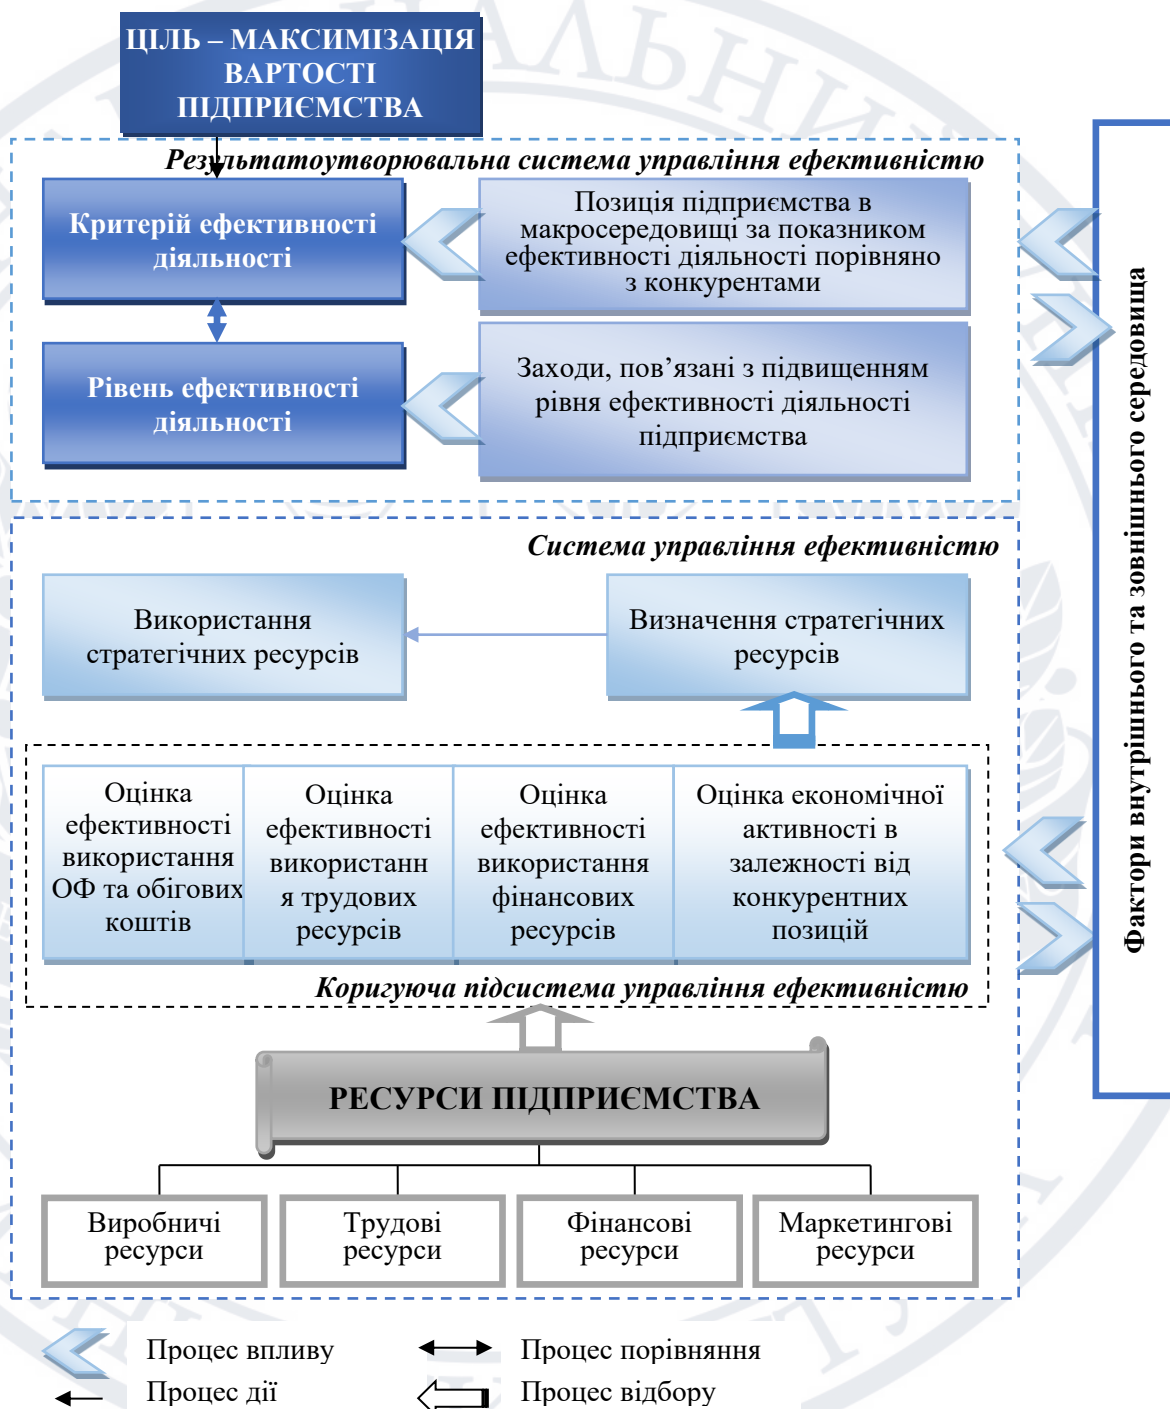 ЦІЛЬ – МАКСИМІЗАЦІЯ
ВАРТОСТІ
ПІДПРИЄМСТВА
Результатоутворювальна система управління ефективністю
Критерій ефективності
діяльності
Позиція підприємства в
макросередовищі за показником
ефективності діяльності порівняно
з конкурентами
Рівень ефективності
діяльності
Заходи, пов’язані з підвищенням
рівня ефективності діяльності
підприємства
Фактори внутрішнього та зовнішнього середовища
Система управління ефективністю
Використання
стратегічних ресурсів
Визначення стратегічних
ресурсів
Оцінка
ефективності
використання
ОФ та обігових
коштів
Оцінка
ефективності
використанн
я трудових
ресурсів
Оцінка
ефективності
використання
фінансових
ресурсів
Оцінка економічної
активності в
залежності від
конкурентних
позицій
Коригуюча підсистема управління ефективністю
РЕСУРСИ ПІДПРИЄМСТВА
Виробничі
ресурси
Трудові
ресурси
Фінансові
ресурси
Маркетингові
ресурси
Процес впливу
Процес порівняння
Процес дії
Процес відбору